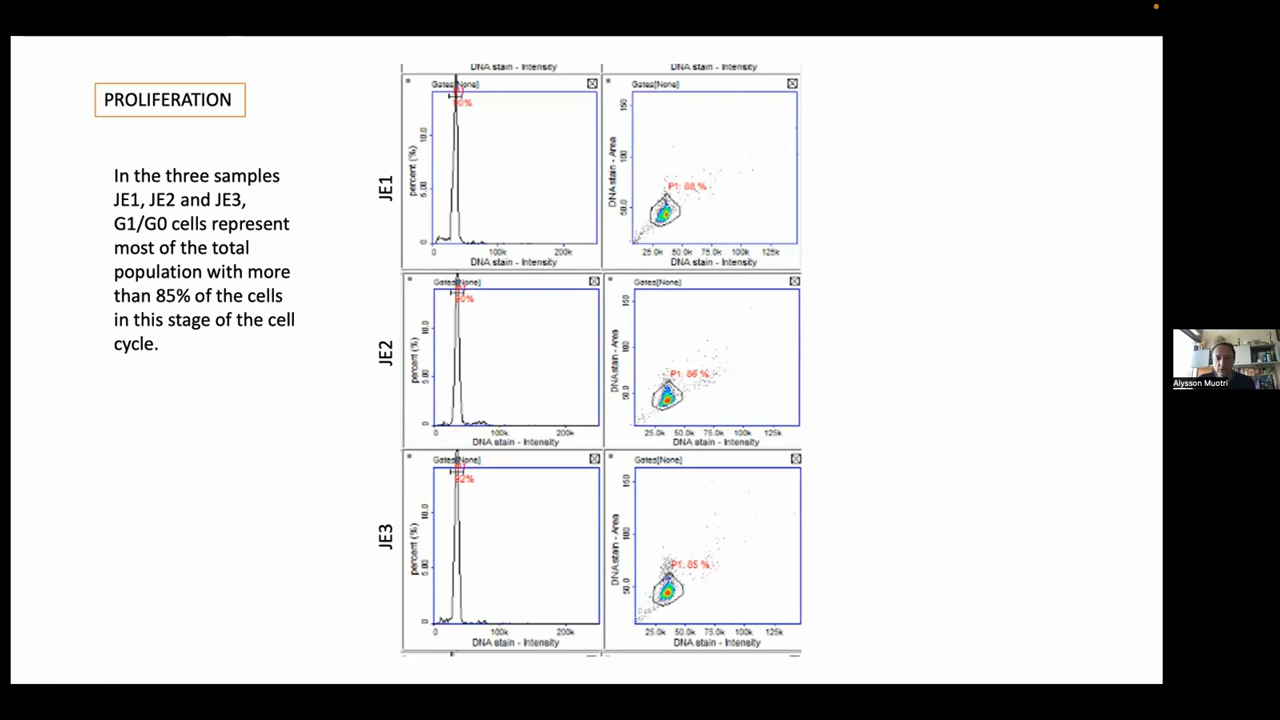 PROLIFERATION
In the three samples
JE1, JE2 and JE3,
G1/G0 cells represent
most of the total
population with more
than 85% of the cells
in this stage of the cell
cycle.
DNA stain - Intensity
DNA stain - Intensity
JE1
Gates[None]
90%
percent (%)
10.0
5.00
0
100k
200k
DNA stain - Intensity
Gates[None]
P1: 88 %
DNA stain - Area
150
100
50.0
25.0k 50.0k 75.0k 100k 125k
DNA stain - Intensity
JE2
Gates[None]
90%
percent (%)
10.0
5.00
0
0 100k 200k
DNA stain - Intensity
Gates[None]
P1: 86 %
DNA stain - Area
150
100
50.0
25.0k 50.0k 75.0k 100k 125k
DNA stain - Intensity
JE3
Gates[None]
92%
percent (%)
10.0
5.00
0
0 100k 200k
DNA stain - Intensity
Gates[None]
P1: 85 %
DNA stain - Area
150
100
50.0
25.0k 50.0k 75.0k 100k 125k
DNA stain - Intensity
Alysson Muotri